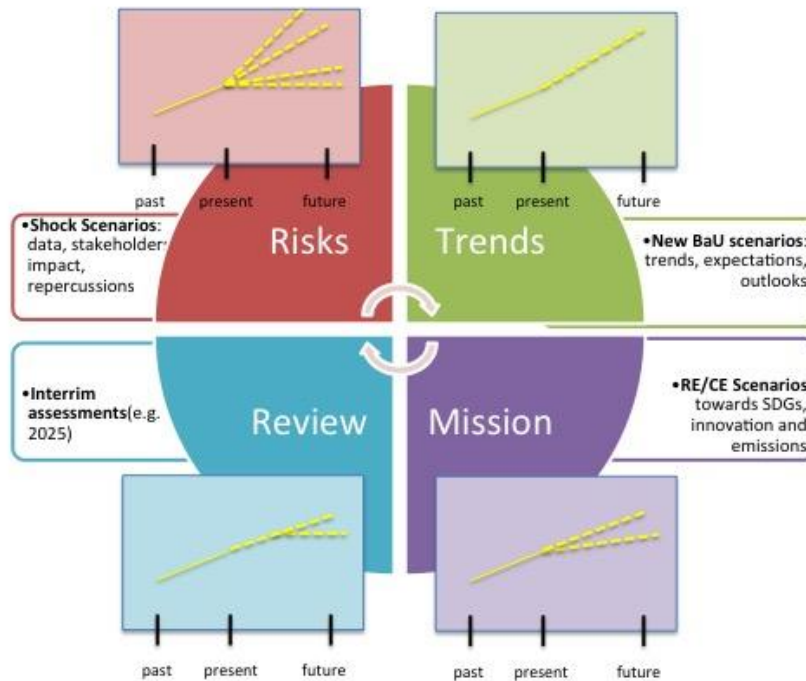 past present future
past present future
•Shock Scenarios:
data, stakeholder
impact,
repercussions
Risks
Trends
•New BaU scenarios:
trends, expectations,
outlooks
•Interrim
assessments(e.g.
2025)
Review
Mission
•RE/CE Scenarios
towards SDGs,
innovation and
emissions
past present future
past present future